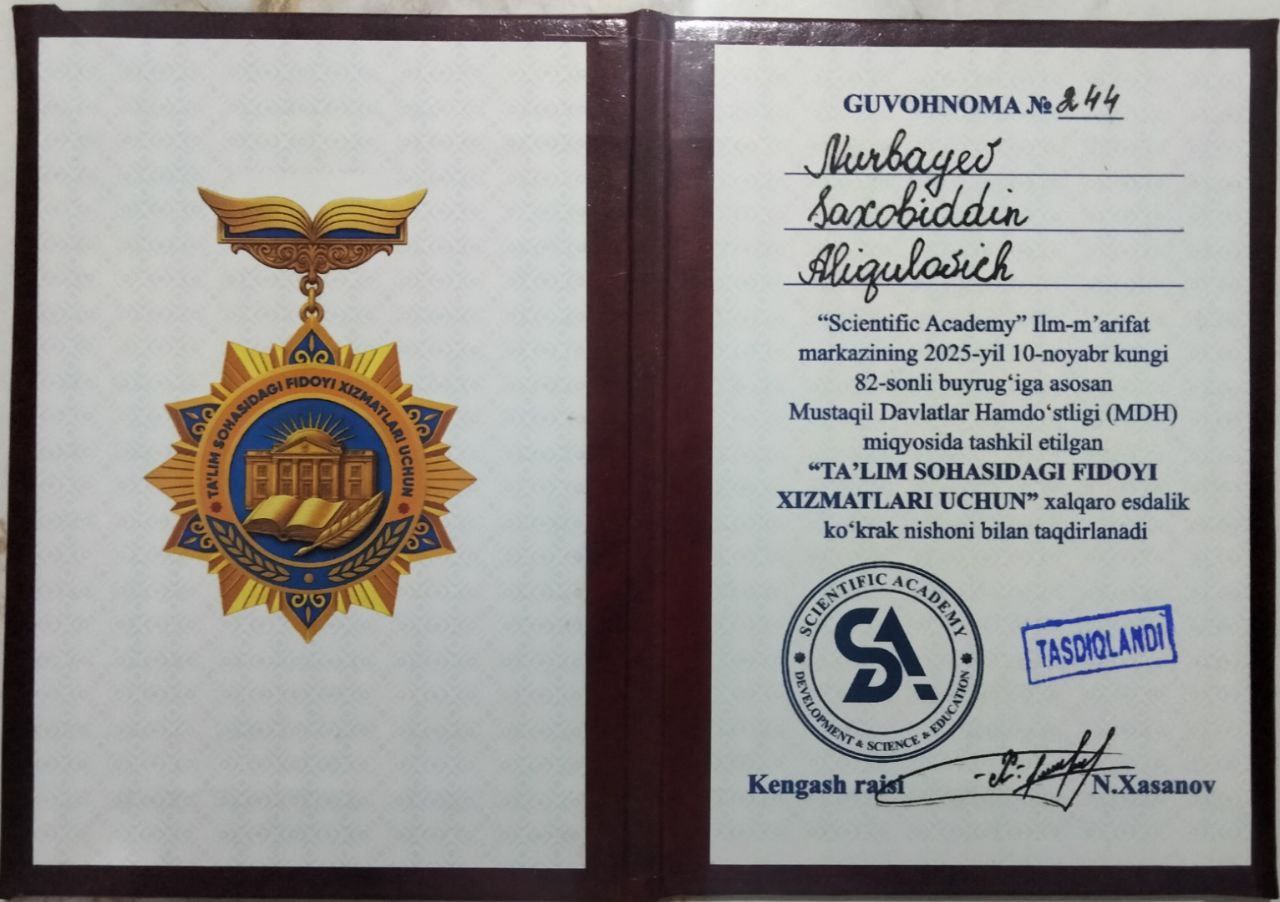 TA'LIM SOHASIDAGI FIDOYI XIZMATLARI UCHUN
GUVOHNOMA № 244
Nurbayev
Saxobiddin
Aliqulovich
“Scientific Academy” Ilm-m’arifat
markazining 2025-yil 10-noyabr kungi
82-sonli buyrug‘iga asosan
Mustaqil Davlatlar Hamdo‘stligi (MDH)
miqyosida tashkil etilgan
“TA’LIM SOHASIDAGI FIDOYI
XIZMATLARI UCHUN” xalqaro esdalik
ko‘krak nishoni bilan taqdirlanadi
SCIENTIFIC ACADEMY
SA
DEVELOPMENT & SCIENCE & EDUCATION
TASDIQLANDI
Kengash raisi N.Xasanov